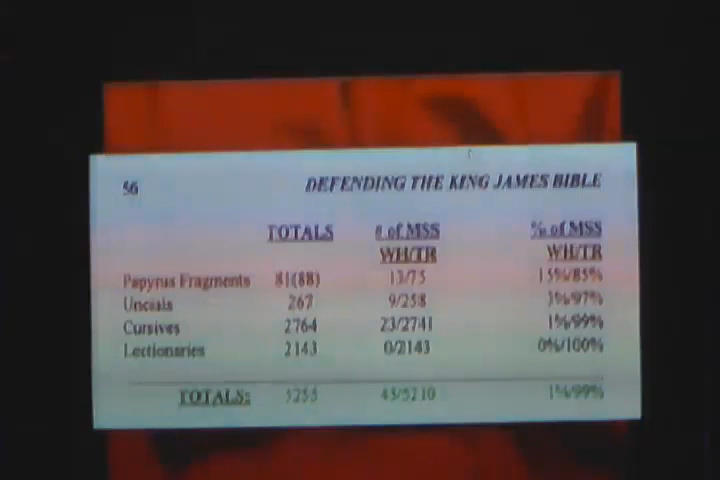 56 DEFENDING THE KING JAMES BIBLE
TOTALS # of MSS % of MSS
WH/TR WH/TR
Papyrus Fragments 81(88) 13/75 15%/85%
Uncials 267 9/258 3%/97%
Cursives 2764 23/2741 1%/99%
Lectionaries 2143 0/2143 0%/100%
TOTALS: 5255 45/5210 1%/99%